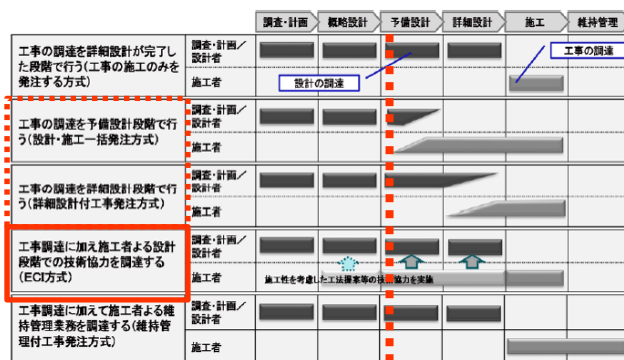 調査・計画 概略設計 予備設計 詳細設計 施工 維持管理
工事の調達を詳細設計が完了し
た段階で行う(工事の施工のみを
発注する方式)
調査・計画/
設計者
施工者
設計の調達
工事の調達
工事の調達を予備設計段階で行
う(設計・施工一括発注方式)
調査・計画/
設計者
施工者
工事の調達を詳細設計段階で行
う(詳細設計付工事発注方式)
調査・計画/
設計者
施工者
工事調達に加え施工者よる設計
段階での技術協力を調達する
(ECI方式)
調査・計画/
設計者
施工者
施工性を考慮した工法提案等の技術協力を実施
工事調達に加えて施工者よる維
持管理業務を調達する(維持管
理付工事発注方式)
調査・計画/
設計者
施工者